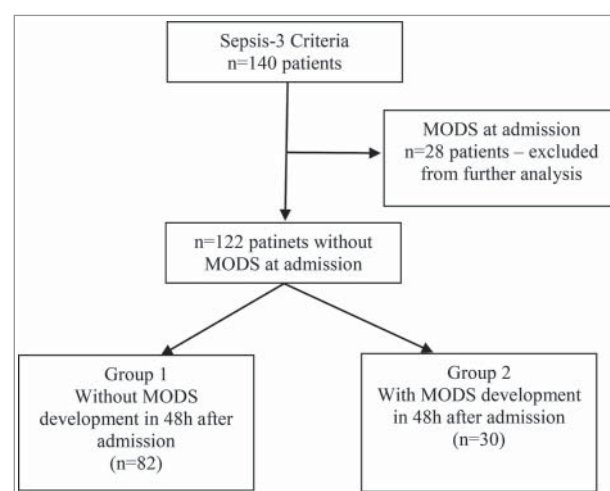 Sepsis-3 Criteria
n=140 patients
MODS at admission
n=28 patients – excluded
from further analysis
n=122 patinets without
MODS at admission
Group 1
Without MODS
development in 48h after
admission
(n=82)
Group 2
With MODS development
in 48h after admission
(n=30)